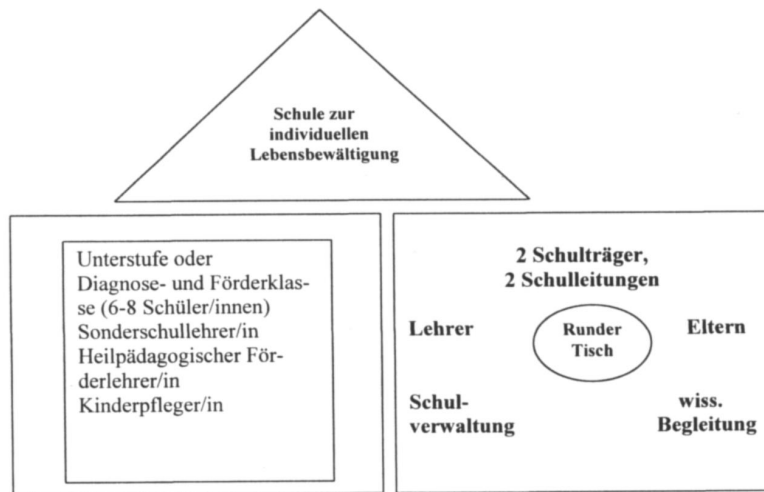 Schule zur
individuellen
Lebensbewältigung
Unterstufe oder
Diagnose- und Förderklas-
se (6-8 Schüler/innen)
Sonderschullehrer/in
Heilpädagogischer För-
derlehrer/in
Kinderpfleger/in
2 Schulträger,
2 Schulleitungen
Lehrer
Runder
Tisch
Eltern
Schul-
verwaltung
wiss.
Begleitung